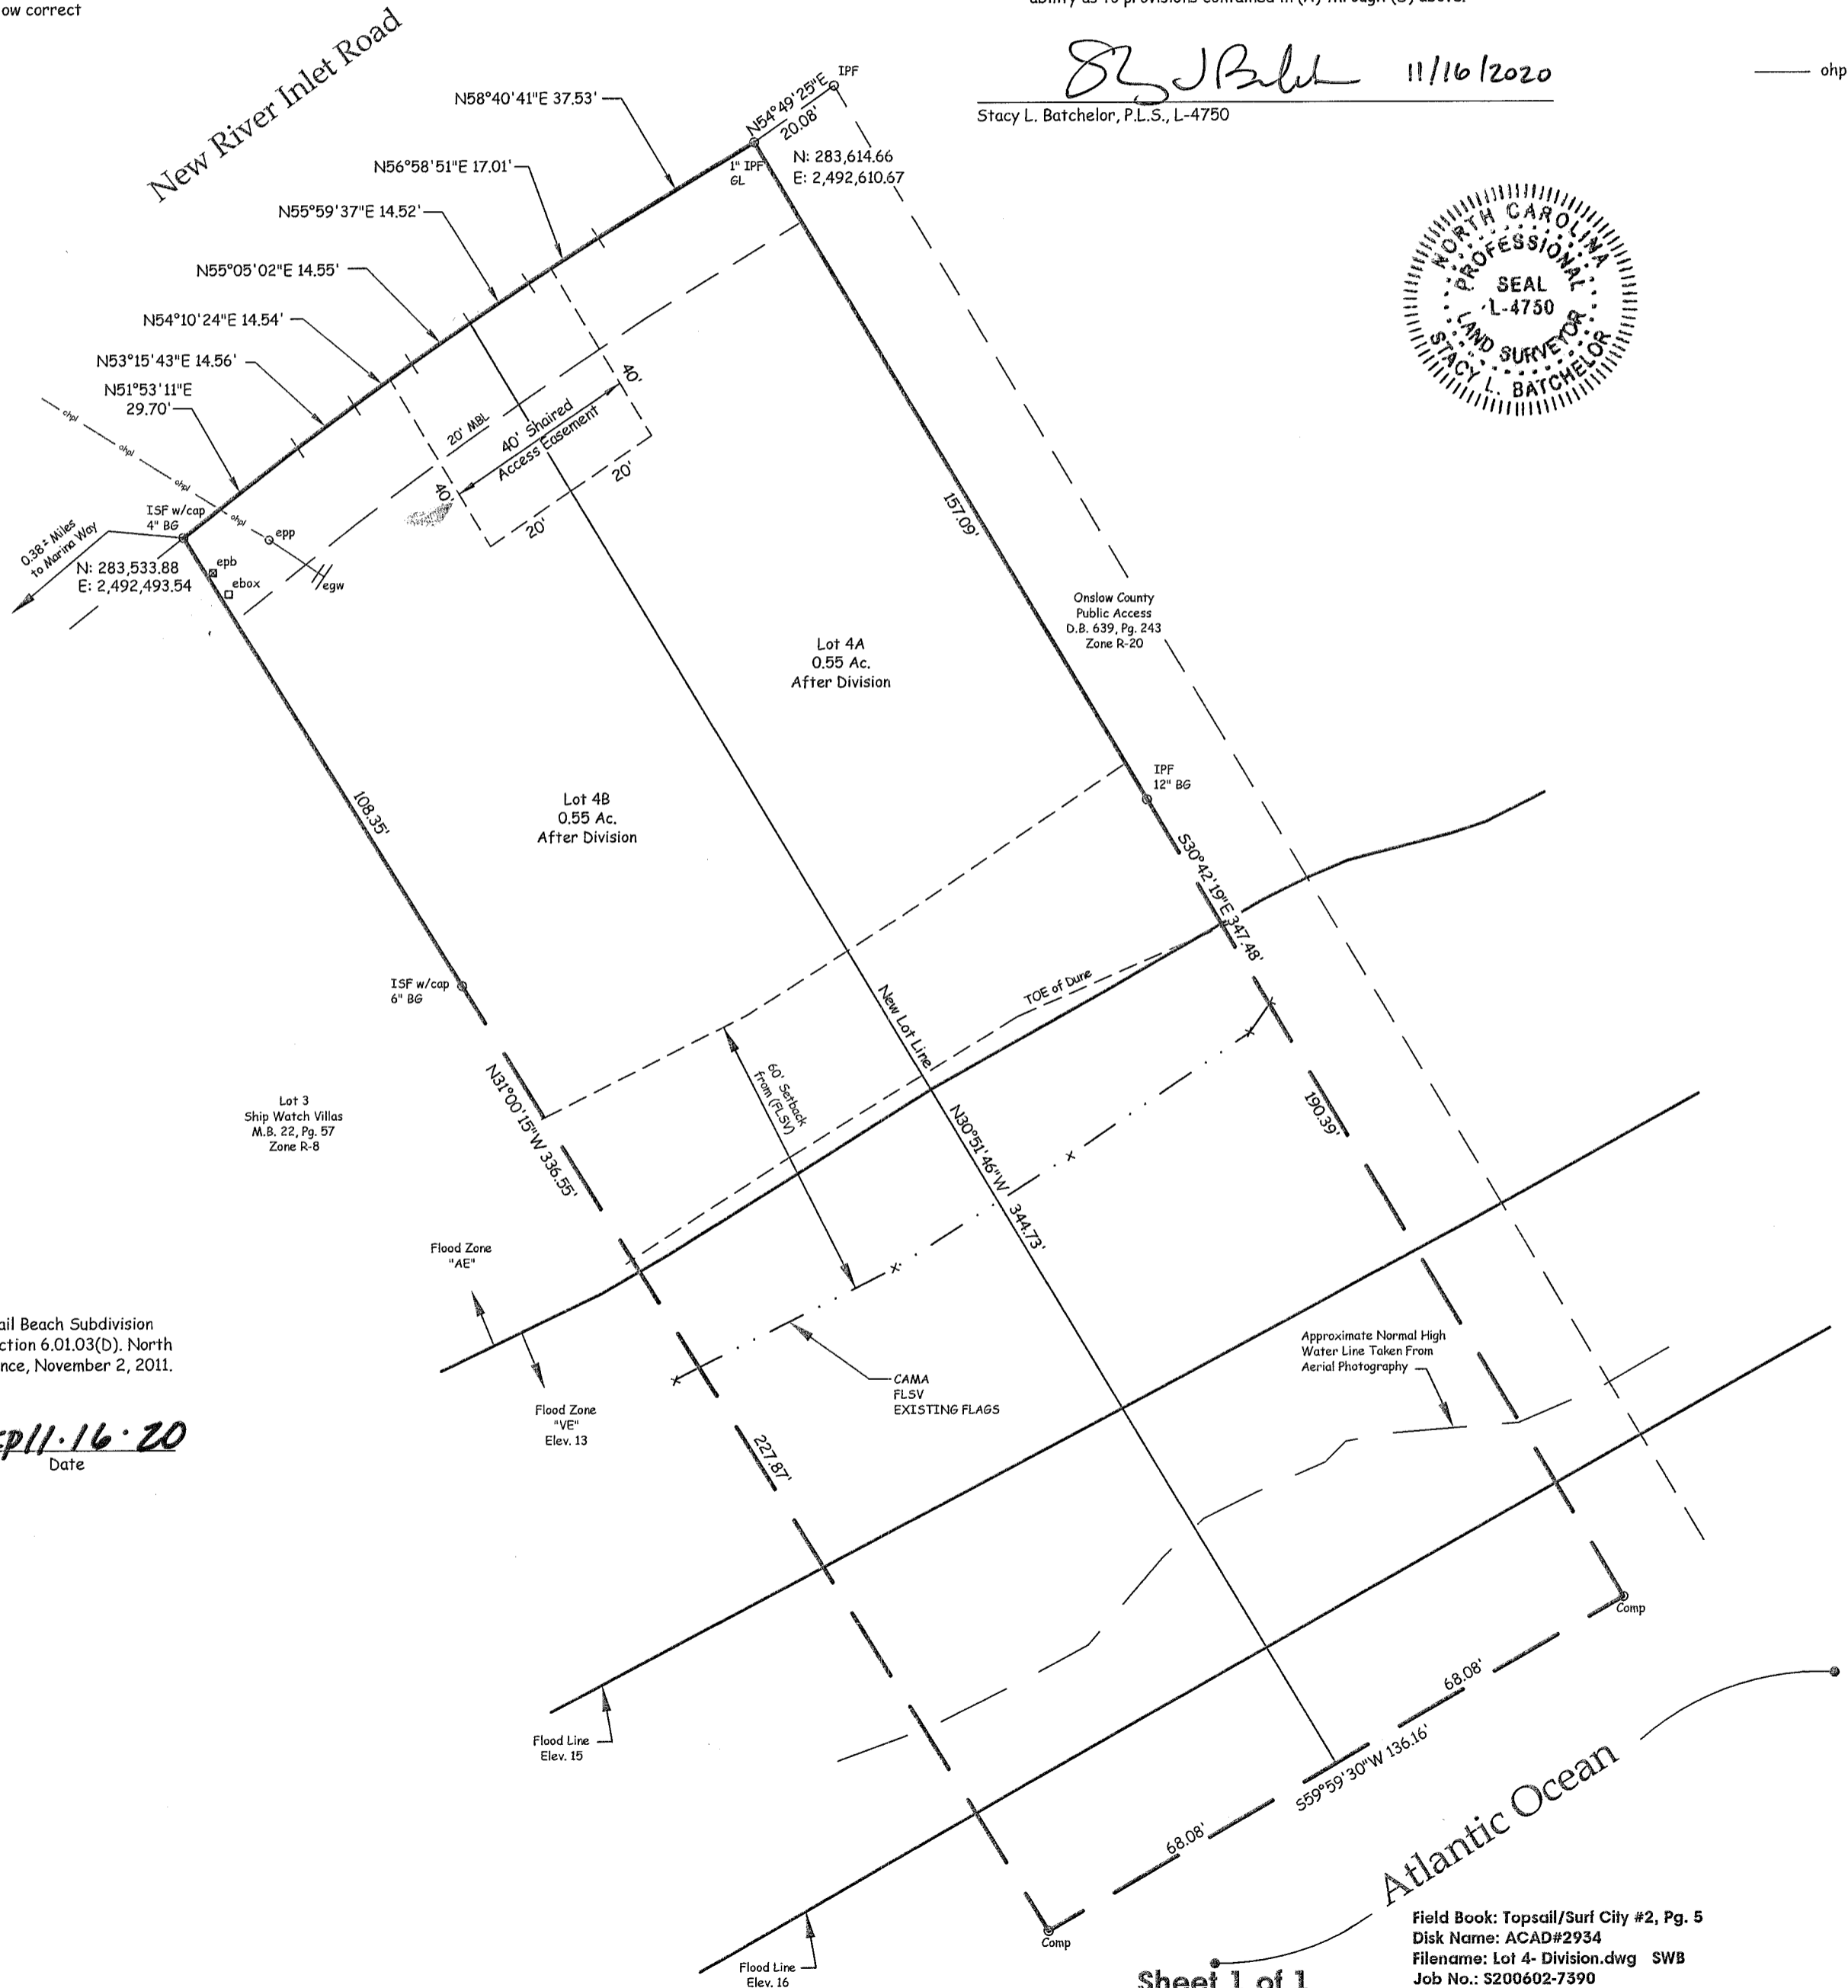 ow correct
ability as to provisions contained in (A) through (G) above.
11/16/2020
ohp
Stacy L. Batchelor, P.L.S., L-4750
NORTH CAROLINA
PROFESSIONAL
SEAL
L-4750
LAND SURVEYOR
STACY L. BATCHELOR
New River Inlet Road
N58°40'41"E 37.53'
N56°58'51"E 17.01'
N55°59'37"E 14.52'
N55°05'02"E 14.55'
N54°10'24"E 14.54'
N53°15'43"E 14.56'
N51°53'11"E
29.70'
N54°49'25"E
20.08'
IPF
1" IPF
GL
N: 283,614.66
E: 2,492,610.67
ohpl
ohpl
ohpl
ohpl
ISF w/cap
4" BG
0.38± Miles
to Marina Way
N: 283,533.88
E: 2,492,493.54
epp
epb
ebox
egw
20' MBL
40' Shaired
Access Easement
40'
40'
20'
20'
157.09'
Onslow County
Public Access
D.B. 639, Pg. 243
Zone R-20
Lot 4A
0.55 Ac.
After Division
Lot 4B
0.55 Ac.
After Division
108.35'
IPF
12" BG
S30°42'19"E 347.48'
ISF w/cap
6" BG
TOE of Dune
New Lot Line
60' Setback
from (FLSV)
N31°00'15"W 336.55'
Lot 3
Ship Watch Villas
M.B. 22, Pg. 57
Zone R-8
N30°51'46"W 344.73'
190.39'
Flood Zone
"AE"
Flood Zone
"VE"
Elev. 13
CAMA
FLSV
EXISTING FLAGS
Approximate Normal High
Water Line Taken From
Aerial Photography
ail Beach Subdivision
ction 6.01.03(D). North
nce, November 2, 2011.
11·16·20
Date
227.87'
Comp
68.08'
S59°59'30"W 136.16'
68.08'
Flood Line
Elev. 15
Comp
Flood Line
Elev. 16
Atlantic Ocean
Field Book: Topsail/Surf City #2, Pg. 5
Disk Name: ACAD#2934
Filename: Lot 4- Division.dwg SWB
Job No.: S200602-7390
Sheet 1 of 1